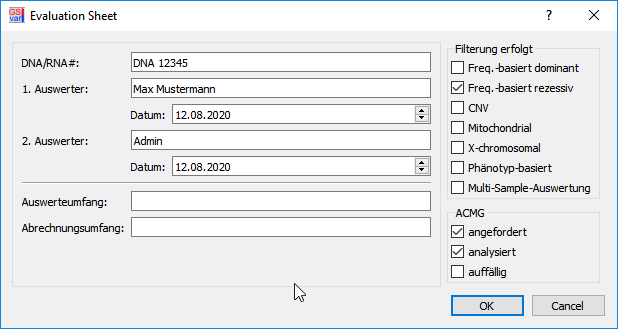 GS
var
Evaluation Sheet
?
DNA/RNA#:
DNA 12345
1. Auswerter:
Max Mustermann
Datum:
12.08.2020
2. Auswerter:
Admin
Datum:
12.08.2020
Auswerteumfang:
Abrechnungsumfang:
Filterung erfolgt
Freq.-basiert dominant
Freq.-basiert rezessiv
CNV
Mitochondrial
X-chromosomal
Phänotyp-basiert
Multi-Sample-Auswertung
ACMG
angefordert
analysiert
auffällig
OK
Cancel